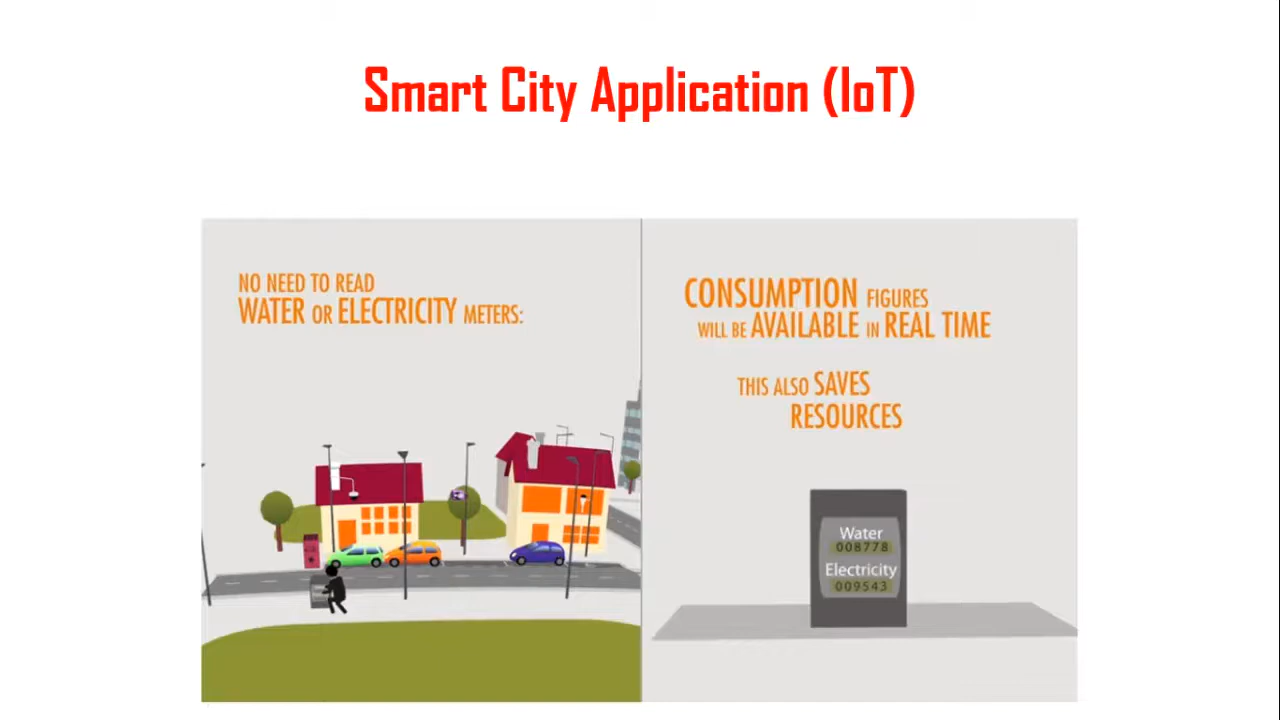 Smart City Application (IoT)
NO NEED TO READ
WATER OR ELECTRICITY METERS:
CONSUMPTION FIGURES
WILL BE AVAILABLE IN REAL TIME
THIS ALSO SAVES
RESOURCES
Water
008778
Electricity
009543